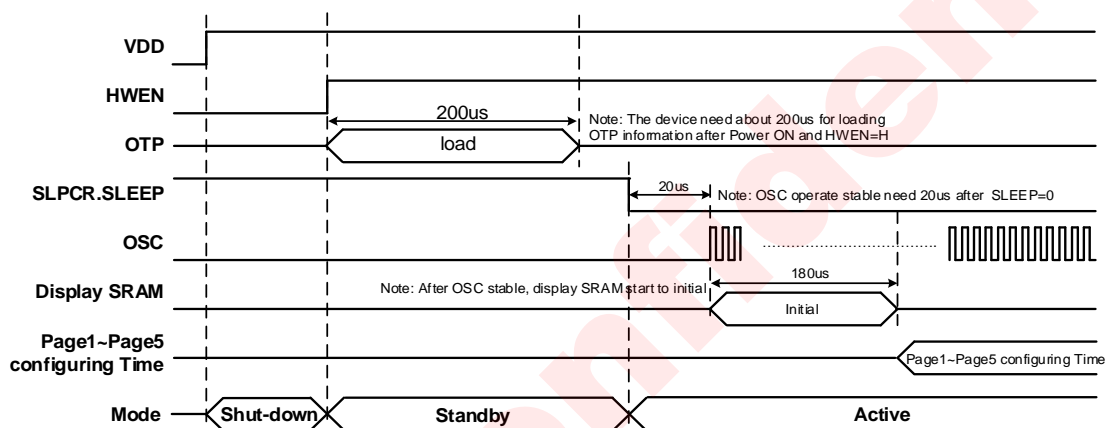 VDD
HWEN
200us
Note: The device need about 200us for loading
OTP information after Power ON and HWEN=H
OTP
load
SLPCR.SLEEP
20us
Note: OSC operate stable need 20us after SLEEP=0
OSC
180us
Display SRAM
Note: After OSC stable, display SRAM start to initial
Initial
Page1~Page5
configuring Time
Page1~Page5 configuring Time
Mode
Shut-down
Standby
Active